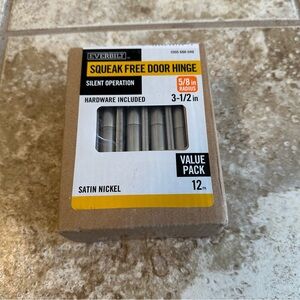 EVERBILT
SQUEAK FREE DOOR HINGE
SILENT OPERATION
5/8 in
RADIUS
HARDWARE INCLUDED
3-1/2 in
VALUE
PACK
SATIN NICKEL
12